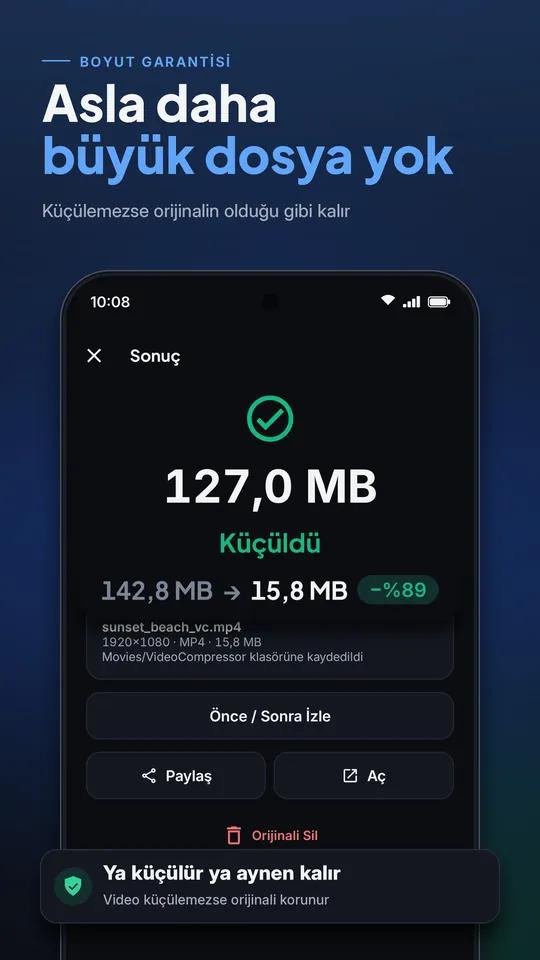 BOYUT GARANTİSİ
Asla daha
büyük dosya yok
Küçülemezse orijinalin olduğu gibi kalır
10:08
Sonuç
127,0 MB
Küçüldü
142,8 MB → 15,8 MB −%89
sunset_beach_vc.mp4
1920×1080 · MP4 · 15,8 MB
Movies/VideoCompressor klasörüne kaydedildi
Önce / Sonra İzle
Paylaş
Aç
Orijinali Sil
Ya küçülür ya aynen kalır
Video küçülemezse orijinali korunur